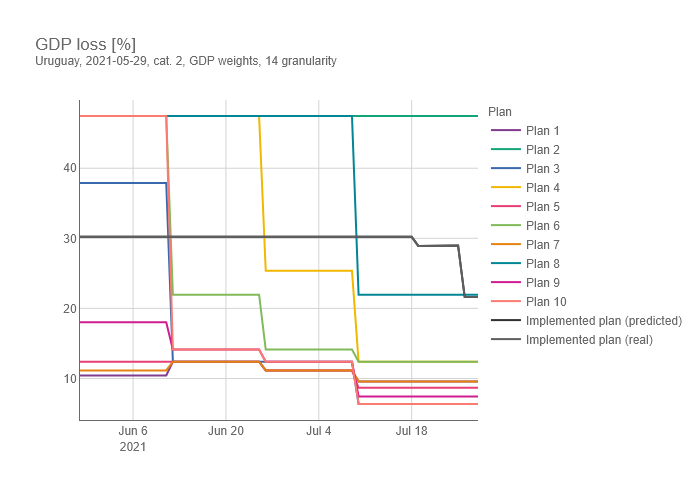 GDP loss [%]
Uruguay, 2021-05-29, cat. 2, GDP weights, 14 granularity
Plan
Plan 1
Plan 2
Plan 3
Plan 4
Plan 5
Plan 6
Plan 7
Plan 8
Plan 9
Plan 10
Implemented plan (predicted)
Implemented plan (real)
40
30
20
10
Jun 6
2021
Jun 20
Jul 4
Jul 18